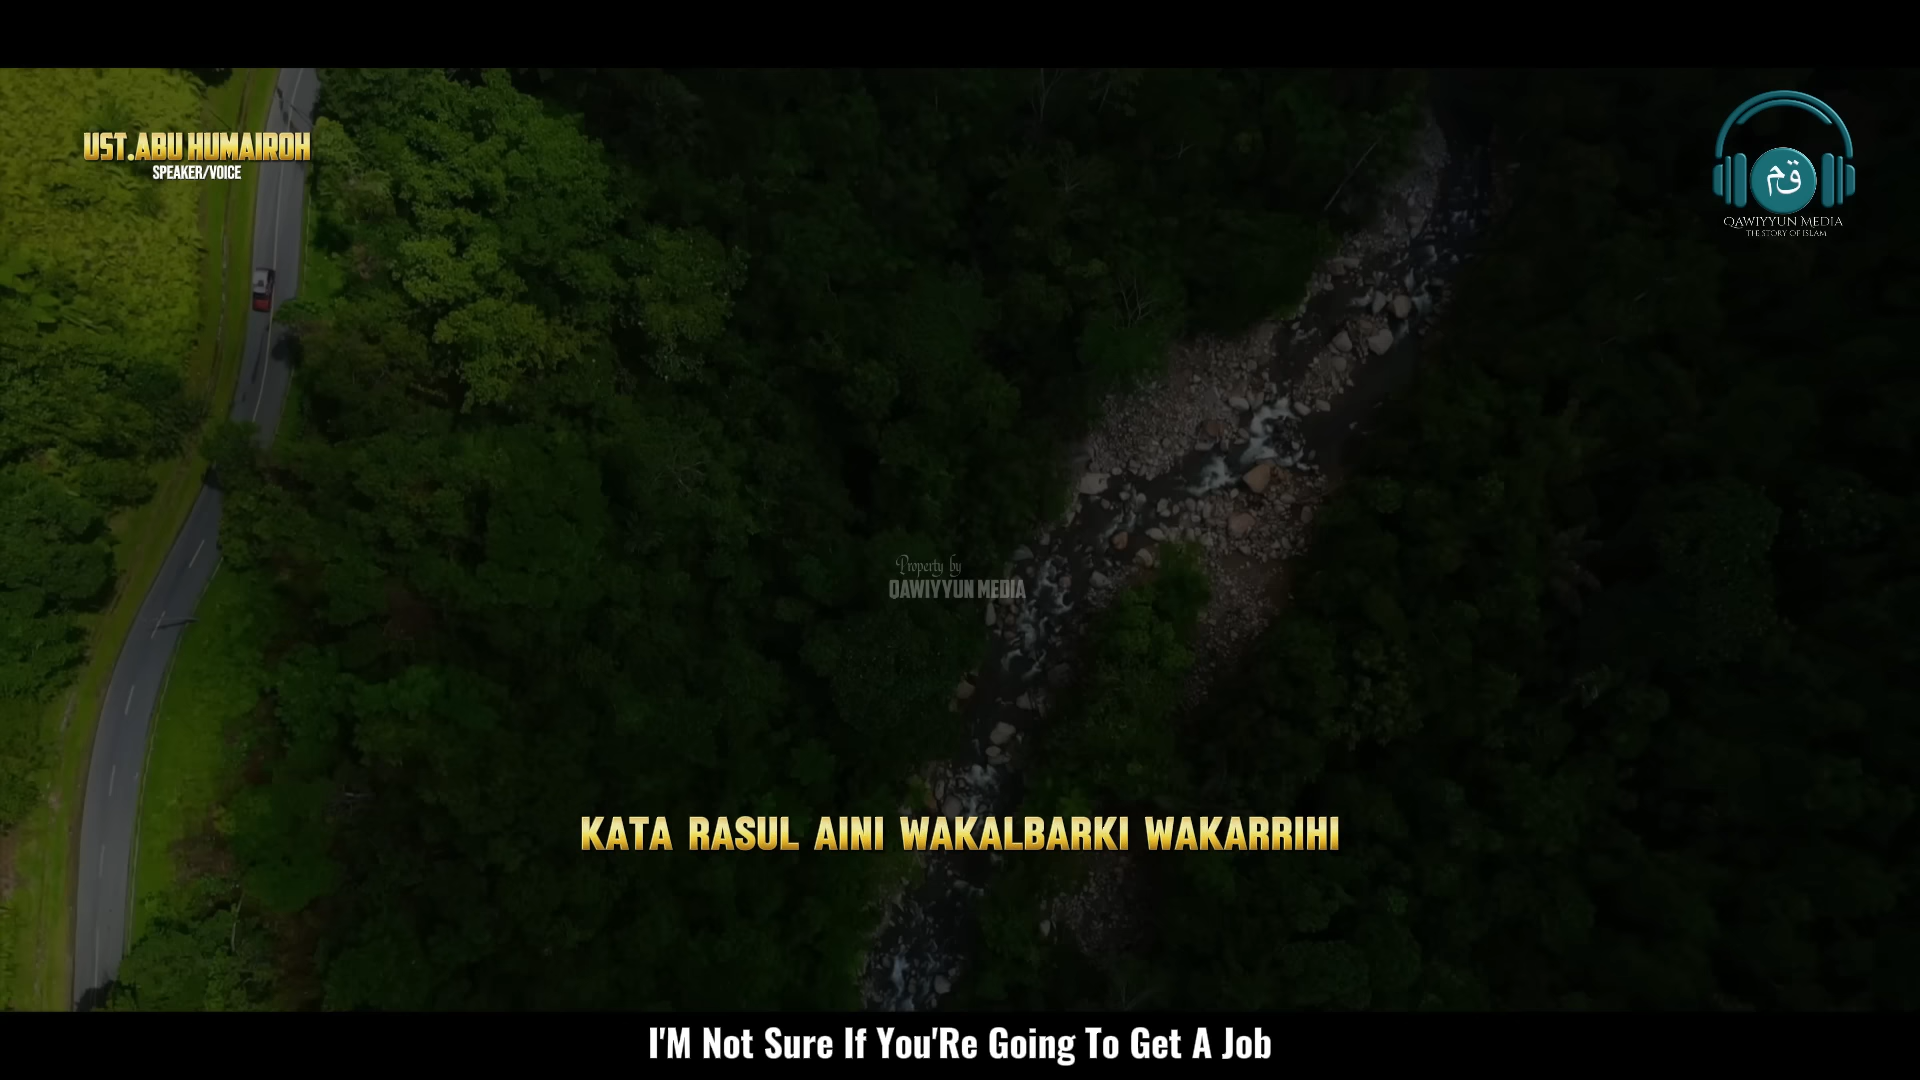 UST.ABU HUMAIROH
SPEAKER/VOICE
قم
QAWIYYUN MEDIA
THE STORY OF ISLAM
Property by
QAWIYYUN MEDIA
KATA RASUL AINI WAKALBARKI WAKARRIHI
I'M Not Sure If You'Re Going To Get A Job